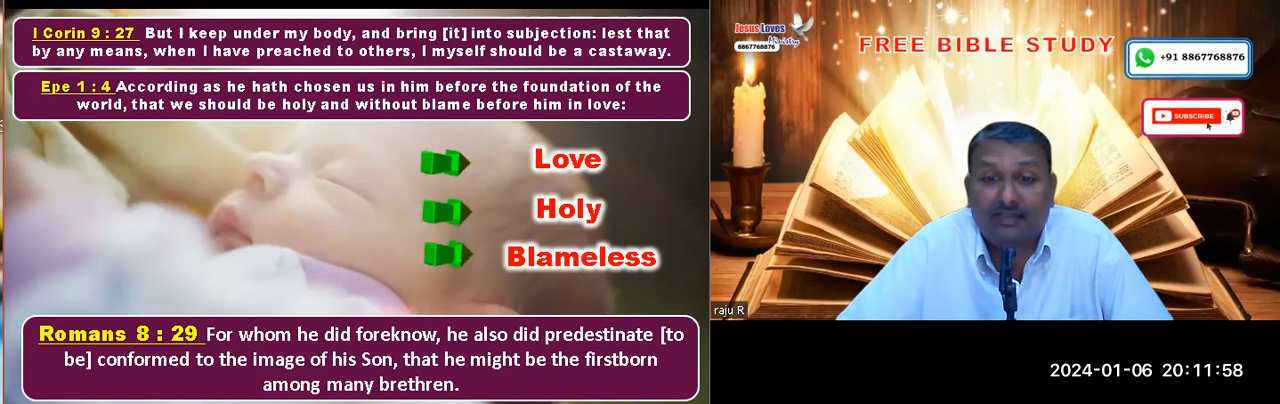 I Corin 9 : 27 But I keep under my body, and bring [it] into subjection: lest that
by any means, when I have preached to others, I myself should be a castaway.
Epe 1 : 4 According as he hath chosen us in him before the foundation of the
world, that we should be holy and without blame before him in love:
Love
Holy
Blameless
Romans 8 : 29 For whom he did foreknow, he also did predestinate [to
be] conformed to the image of his Son, that he might be the firstborn
among many brethren.
Jesus Loves
Ministry
8867768876
FREE BIBLE STUDY
+91 8867768876
SUBSCRIBE
raju R
2024-01-06 20:11:58